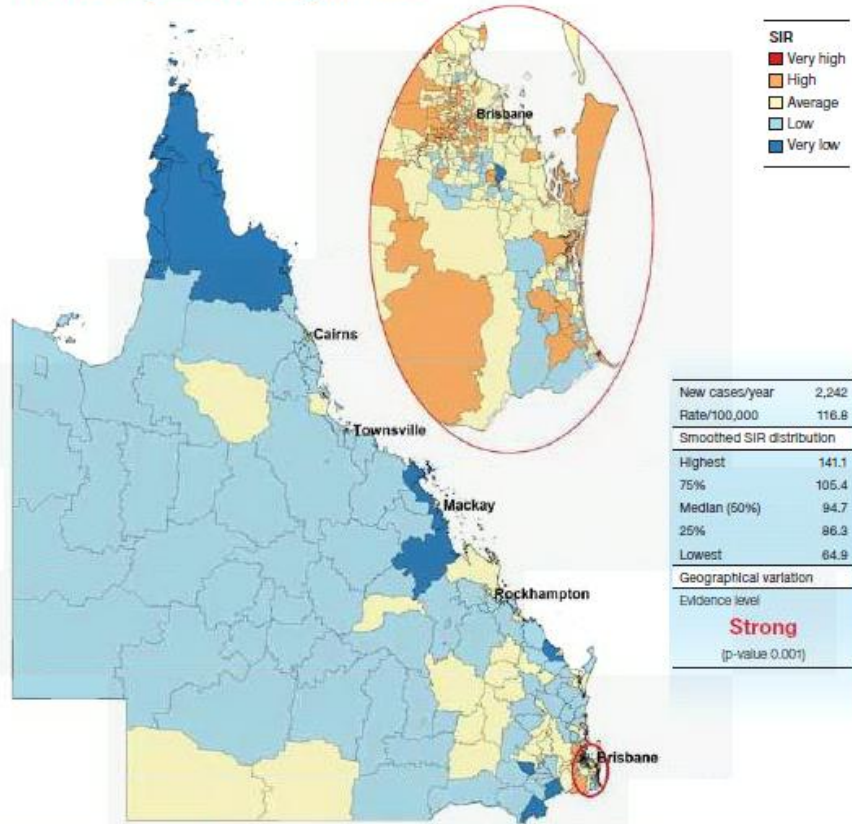 Brisbane
SIR
Very high
High
Average
Low
Very low
Cairns
Townsville
Mackay
Rockhampton
Brisbane
New cases/year 2,242
Rate/100,000 116.8
Smoothed SIR distribution
Highest 141.1
75% 105.4
Median (50%) 94.7
25% 86.3
Lowest 64.9
Geographical variation
Evidence level
Strong
(p-value 0.001)